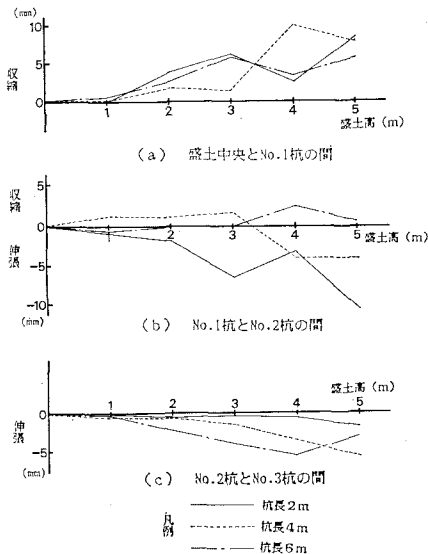 (mm)
10
5
0
収縮
1 2 3 4 5
盛土高(m)
(a) 盛土中央とNo.1杭の間
5
0
-5
-10
(mm)
収縮
伸張
1 2 3 4 5
盛土高(m)
(b) No.1杭とNo.2杭の間
盛土高(m)
1 2 3 4 5
0
-5
(mm)
伸張
(c) No.2杭とNo.3杭の間
凡例
杭長2m
杭長4m
杭長6m